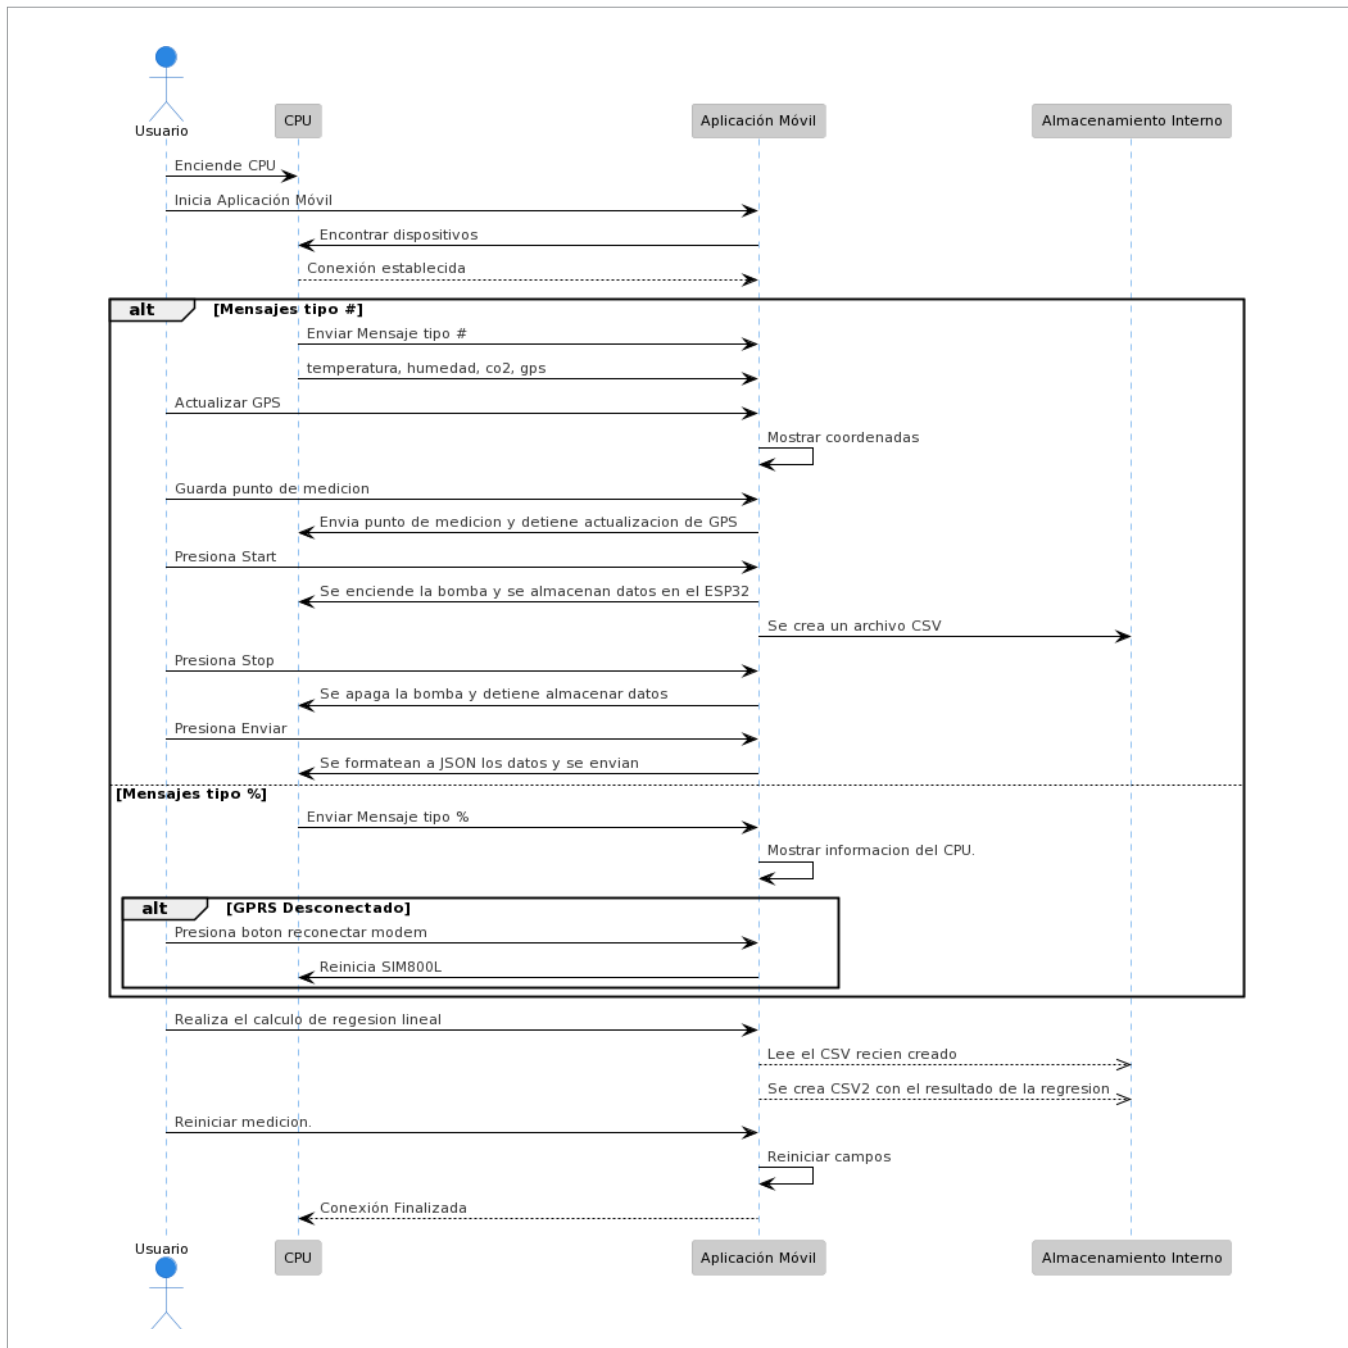 Usuario
CPU
Aplicación Móvil
Almacenamiento Interno
Enciende CPU
Inicia Aplicación Móvil
Encontrar dispositivos
Conexión establecida
alt
[Mensajes tipo #]
Enviar Mensaje tipo #
temperatura, humedad, co2, gps
Actualizar GPS
Mostrar coordenadas
Guarda punto de medicion
Envia punto de medicion y detiene actualizacion de GPS
Presiona Start
Se enciende la bomba y se almacenan datos en el ESP32
Se crea un archivo CSV
Presiona Stop
Se apaga la bomba y detiene almacenar datos
Presiona Enviar
Se formatean a JSON los datos y se envian
[Mensajes tipo %]
Enviar Mensaje tipo %
Mostrar informacion del CPU.
alt
[GPRS Desconectado]
Presiona boton reconectar modem
Reinicia SIM800L
Realiza el calculo de regesion lineal
Lee el CSV recien creado
Se crea CSV2 con el resultado de la regresion
Reiniciar medicion.
Reiniciar campos
Conexión Finalizada
Usuario
CPU
Aplicación Móvil
Almacenamiento Interno